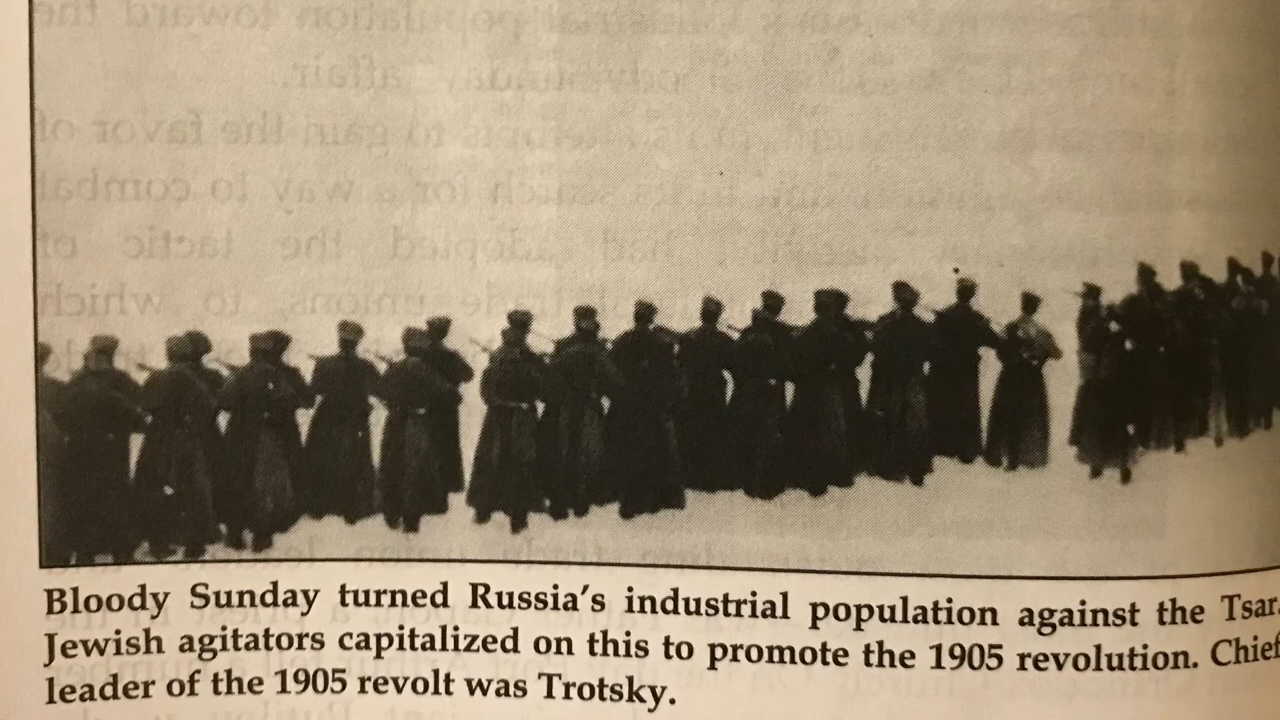 Bloody Sunday turned Russia's industrial population against the Tsar.
Jewish agitators capitalized on this to promote the 1905 revolution. Chief
leader of the 1905 revolt was Trotsky.